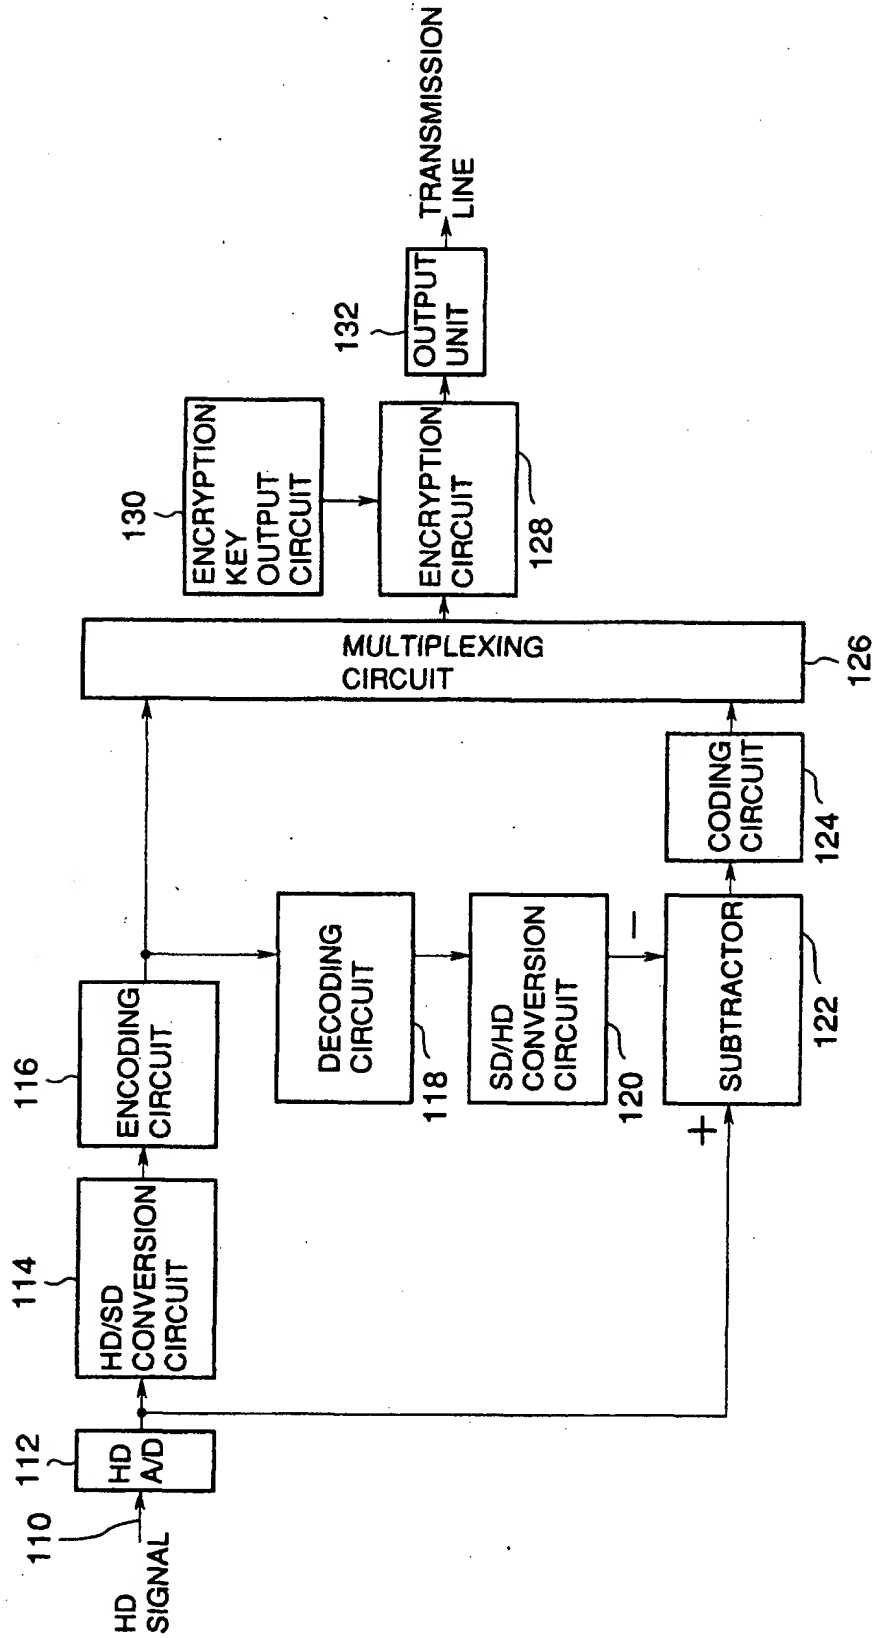 HD
SIGNAL
110
112
HD
A/D
114
HD/SD
CONVERSION
CIRCUIT
116
ENCODING
CIRCUIT
DECODING
CIRCUIT
118
SD/HD
CONVERSION
CIRCUIT
120
−
+
SUBTRACTOR
122
CODING
CIRCUIT
124
MULTIPLEXING
CIRCUIT
126
130
ENCRYPTION
KEY
OUTPUT
CIRCUIT
ENCRYPTION
CIRCUIT
128
132
OUTPUT
UNIT
TRANSMISSION
LINE